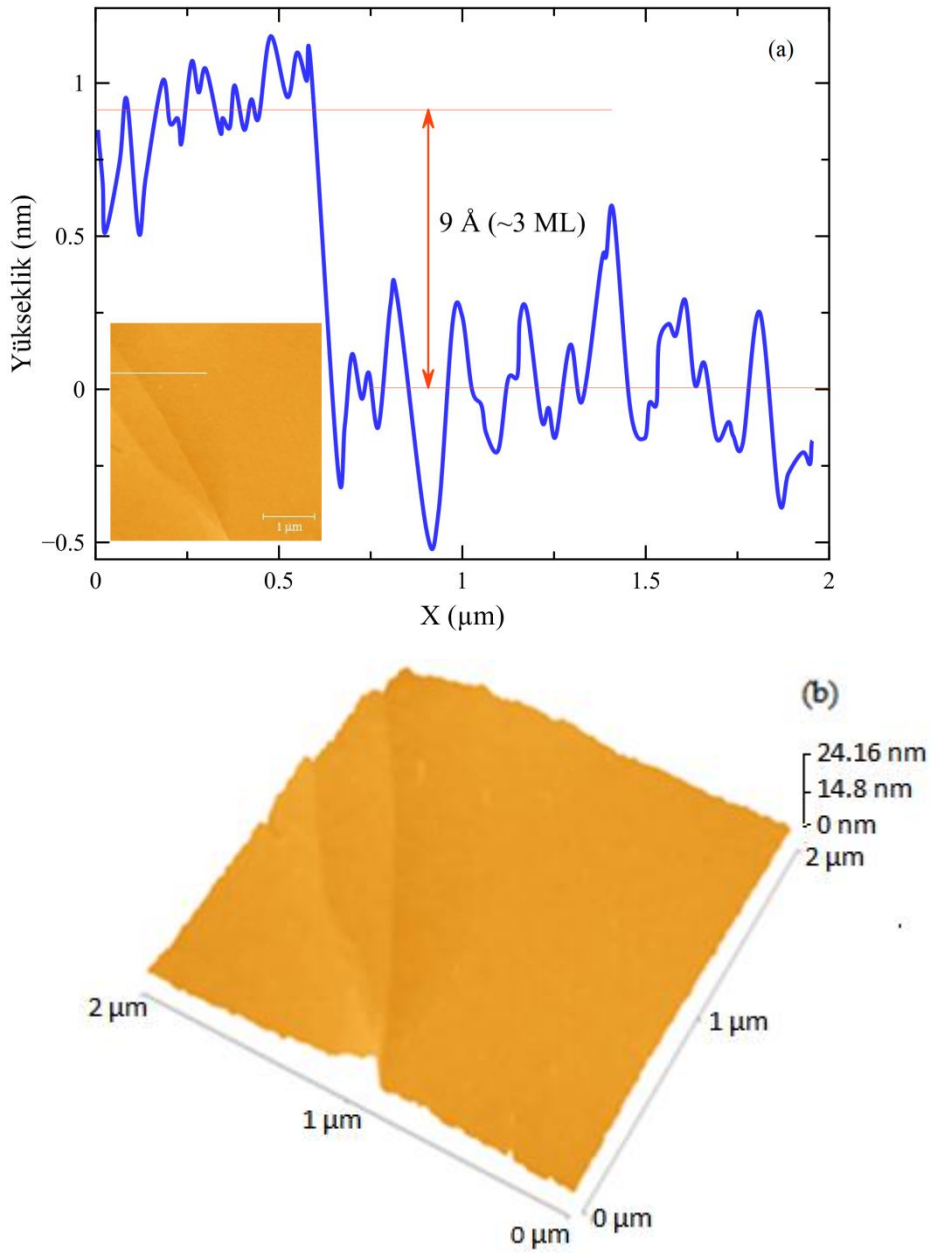 (a)
1
0.5
0
−0.5
Yükseklik (nm)
9 Å (~3 ML)
1 µm
0
0.5
1
1.5
2
X (µm)
(b)
24.16 nm
14.8 nm
0 nm
2 µm
1 µm
0 µm
2 µm
1 µm
0 µm